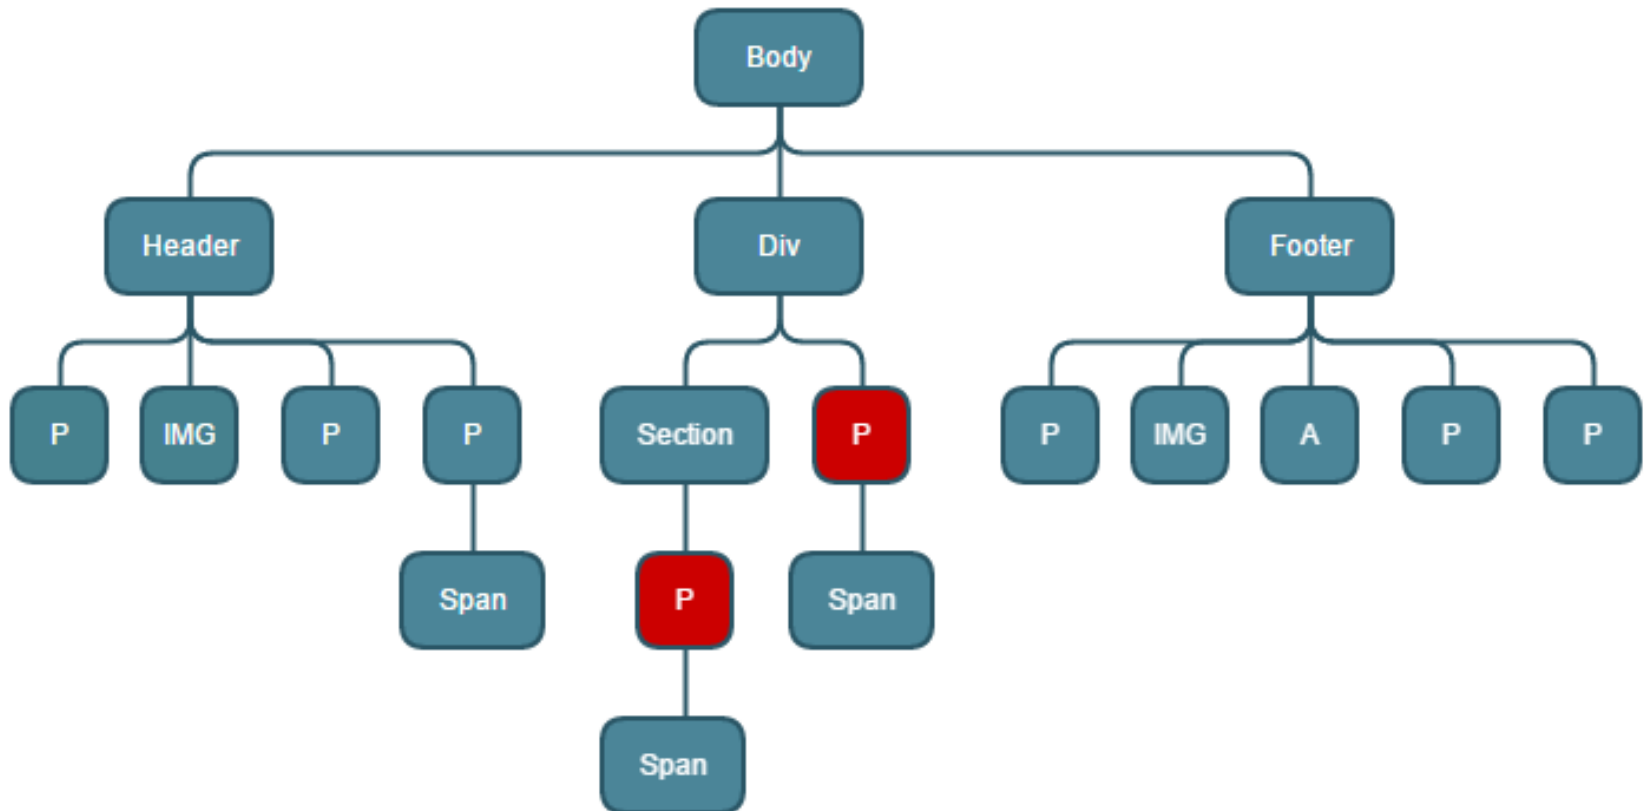 Body
Header
Div
Footer
P
IMG
P
P
Section
P
P
IMG
A
P
P
Span
P
Span
Span